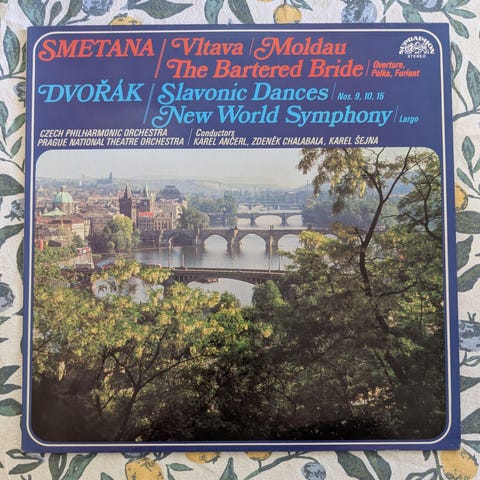 SMETANA / Vltava | Moldau
The Bartered Bride | Overture,
Polka, Furiant
DVOŘÁK / Slavonic Dances | Nos. 9, 10, 15
New World Symphony | Largo
CZECH PHILHARMONIC ORCHESTRA
PRAGUE NATIONAL THEATRE ORCHESTRA
Conductors
KAREL ANČERL, ZDENĚK CHALABALA, KAREL ŠEJNA
SUPRAPHON
STEREO